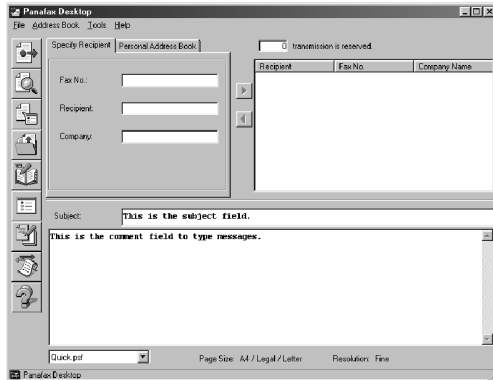 Panafax Desktop
File Address Book Tools Help
Specify Recipient Personal Address Book
0 transmission is reserved.
Recipient Fax No. Company Name
Fax No.:
Recipient:
Company:
Subject: This is the subject field.
This is the comment field to type messages.
Quick.psf Page Size: A4 / Legal / Letter Resolution: Fine
Panafax Desktop